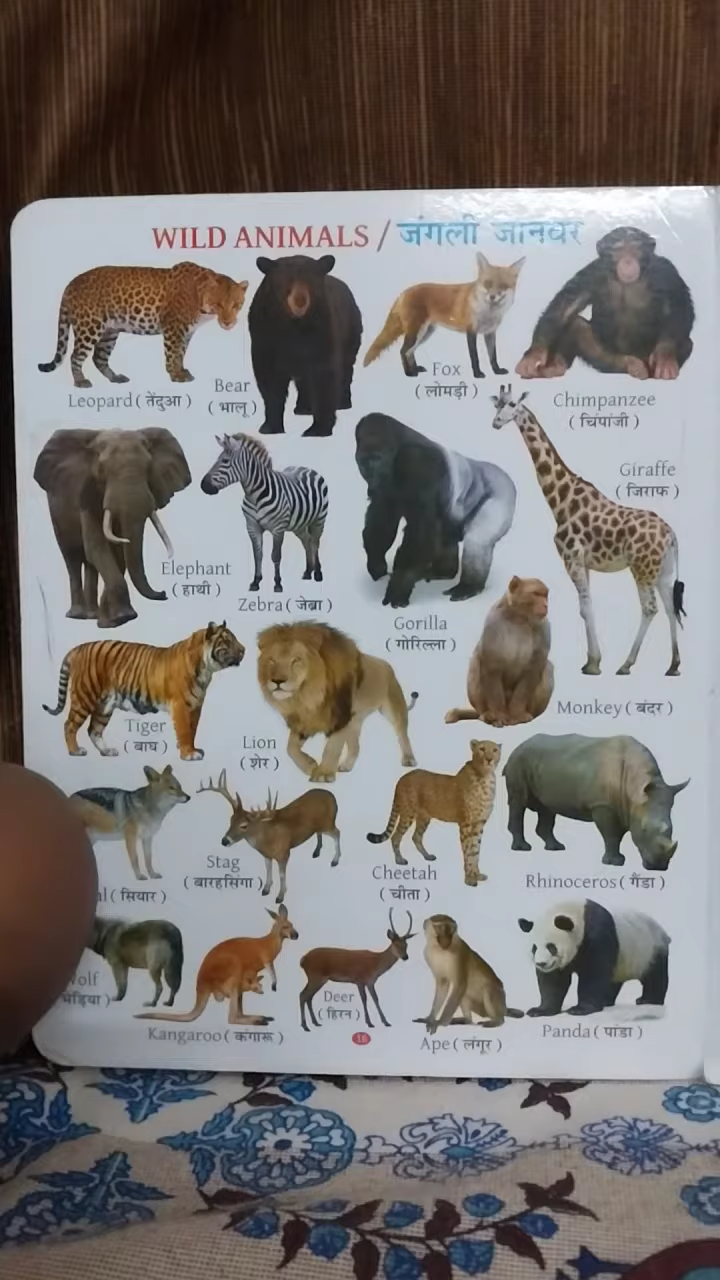 WILD ANIMALS / जंगली जानवर
Leopard ( तेंदुआ )
Bear
( भालू )
Fox
( लोमड़ी )
Chimpanzee
( चिंपांजी )
Giraffe
( जिराफ )
Elephant
( हाथी )
Zebra ( जेब्रा )
Gorilla
( गोरिल्ला )
Monkey ( बंदर )
Tiger
( बाघ )
Lion
( शेर )
Stag
( बारहसिंगा )
Cheetah
( चीता )
Rhinoceros ( गैंडा )
( सियार )
Kangaroo ( कंगारू )
Deer
( हिरन )
Ape ( लंगूर )
Panda ( पांडा )
16